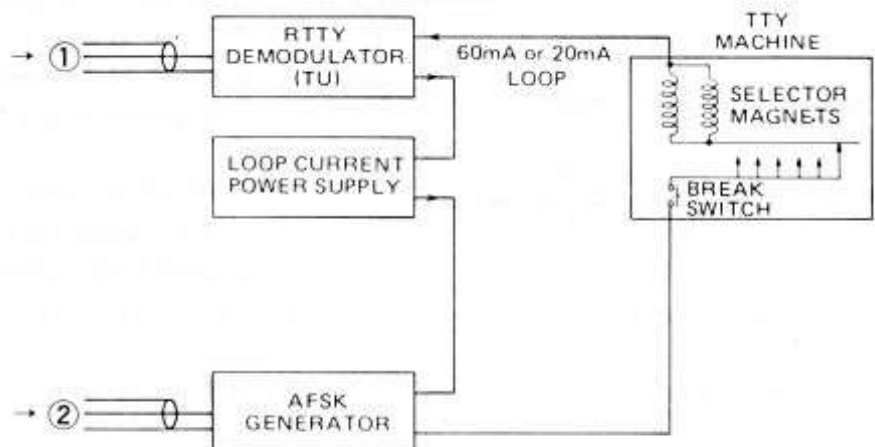 → ①
RTTY
DEMODULATOR
(TU)
60mA or 20mA
LOOP
TTY
MACHINE
SELECTOR
MAGNETS
LOOP CURRENT
POWER SUPPLY
BREAK
SWITCH
→ ②
AFSK
GENERATOR